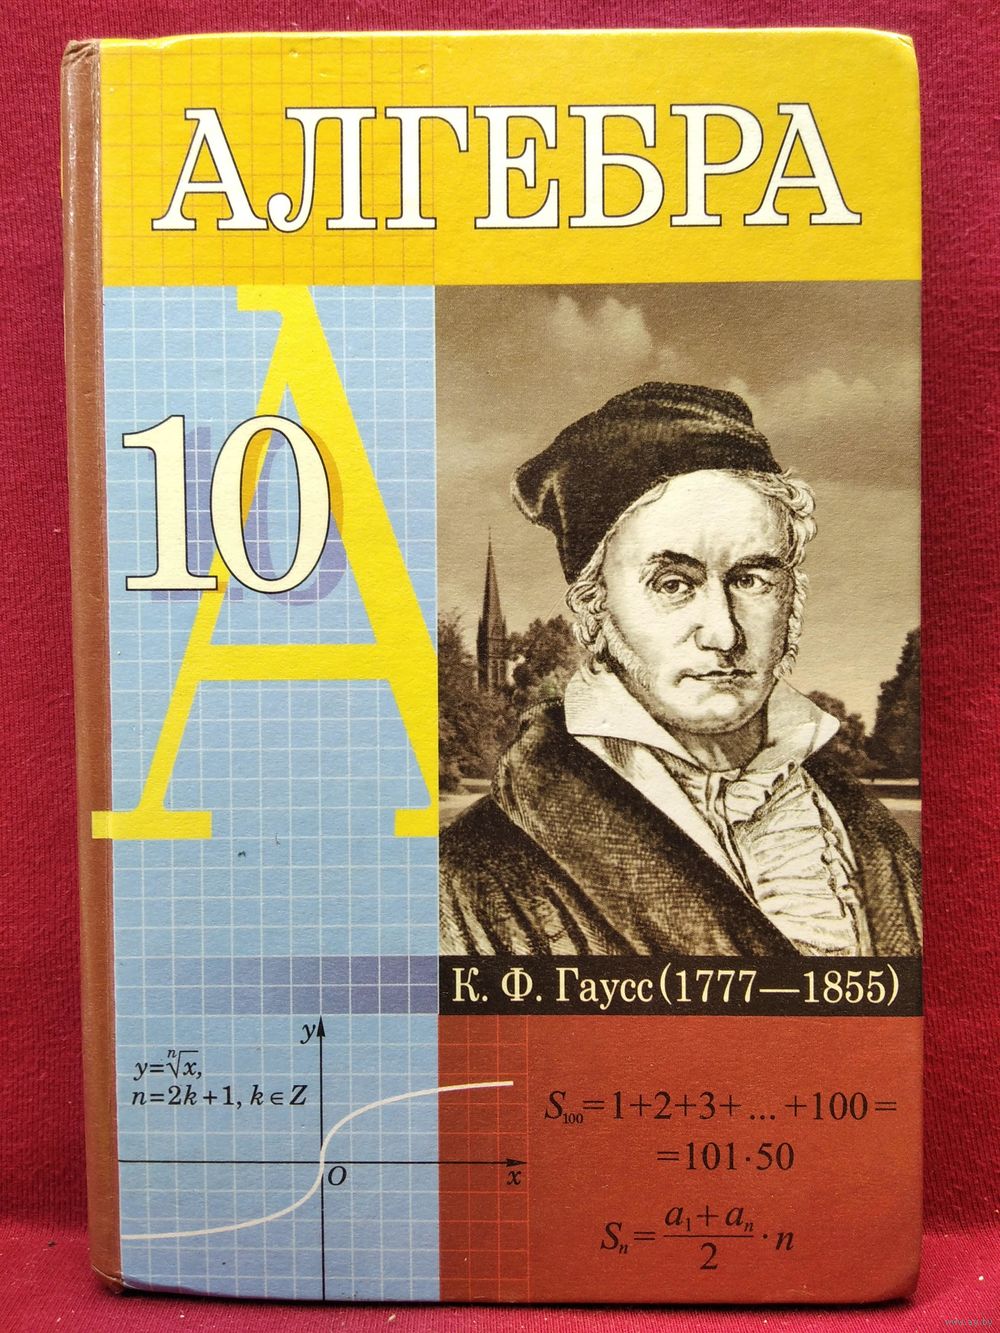 АЛГЕБРА
10
К. Ф. Гаусс (1777—1855)
y=ⁿ√x,
n=2k+1, k∈Z
y
O
x
S₁₀₀=1+2+3+ ... +100=
=101·50
Sₙ= (a₁+aₙ)/2 ·n